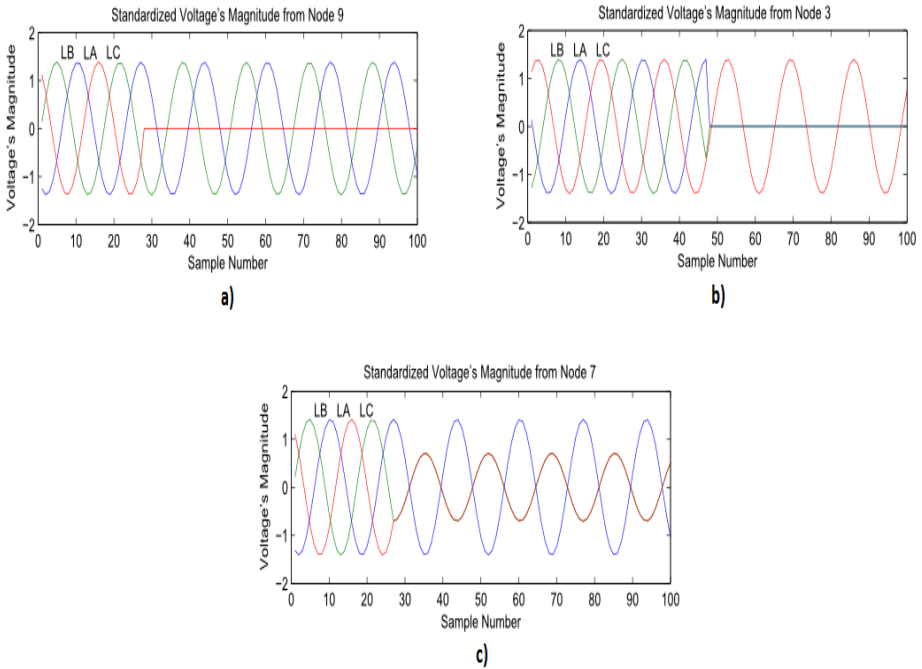 Standardized Voltage's Magnitude from Node 9
Voltage's Magnitude
2
1
0
−1
−2
LB LA LC
0 10 20 30 40 50 60 70 80 90 100
Sample Number
a)
Standardized Voltage's Magnitude from Node 3
Voltage's Magnitude
2
1
0
−1
−2
LB LA LC
0 10 20 30 40 50 60 70 80 90 100
Sample Number
b)
Standardized Voltage's Magnitude from Node 7
Voltage's Magnitude
2
1
0
−1
−2
LB LA LC
0 10 20 30 40 50 60 70 80 90 100
Sample Number
c)